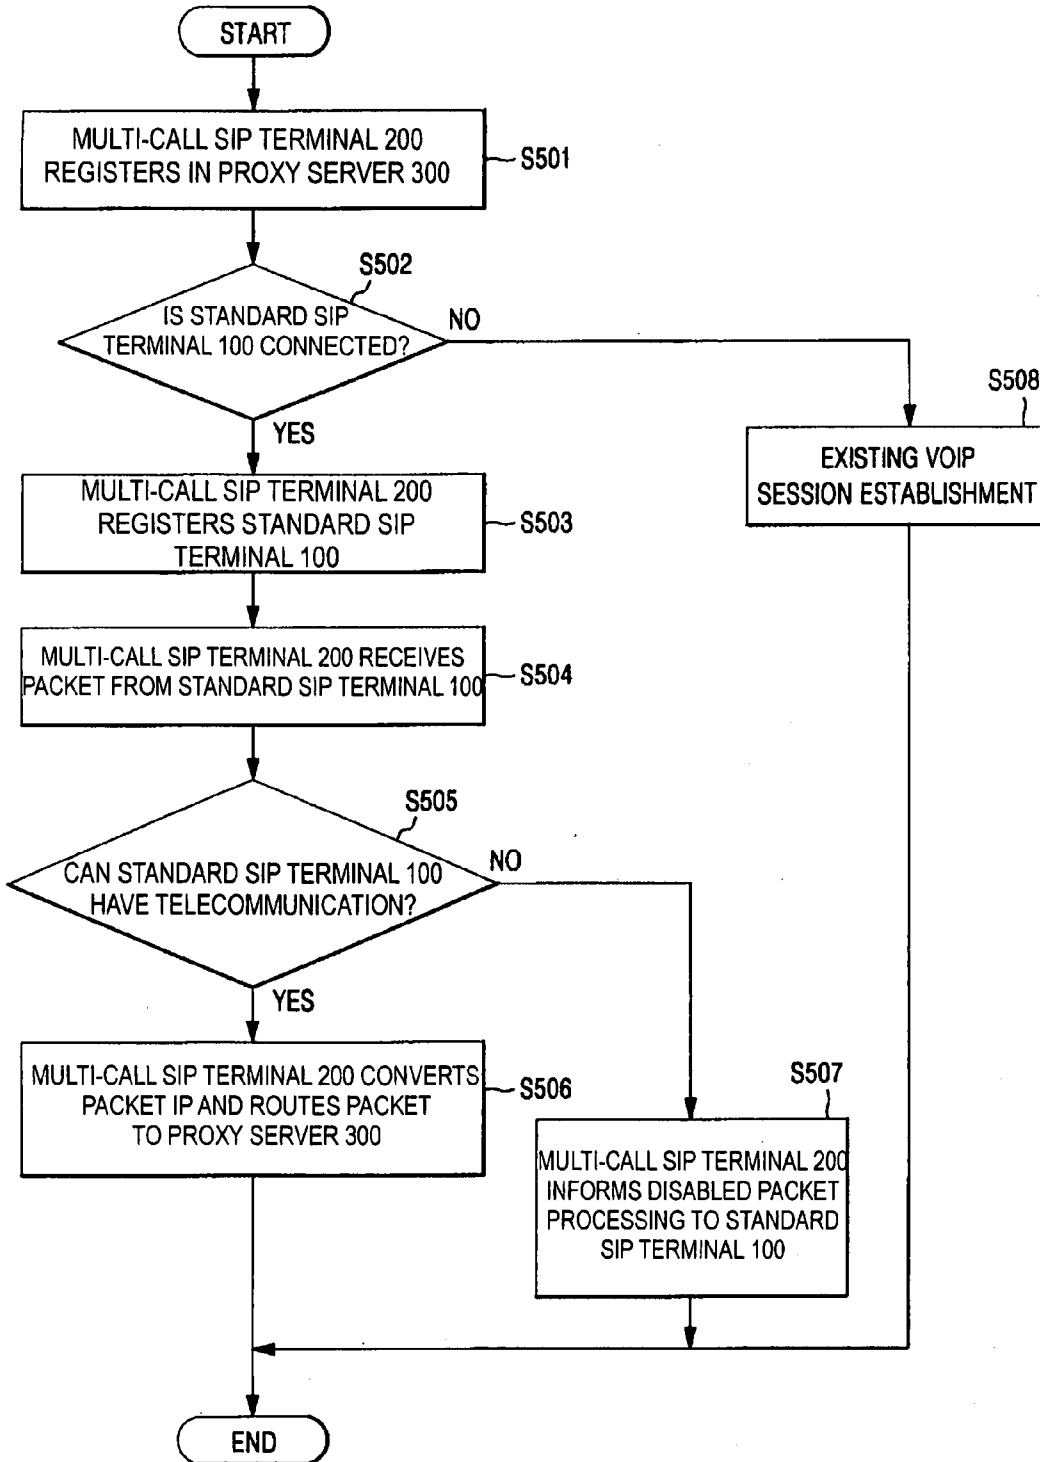 START
MULTI-CALL SIP TERMINAL 200
REGISTERS IN PROXY SERVER 300
S501
S502
IS STANDARD SIP
TERMINAL 100 CONNECTED?
NO
YES
S508
EXISTING VOIP
SESSION ESTABLISHMENT
MULTI-CALL SIP TERMINAL 200
REGISTERS STANDARD SIP
TERMINAL 100
S503
MULTI-CALL SIP TERMINAL 200 RECEIVES
PACKET FROM STANDARD SIP TERMINAL 100
S504
S505
CAN STANDARD SIP TERMINAL 100
HAVE TELECOMMUNICATION?
NO
YES
MULTI-CALL SIP TERMINAL 200 CONVERTS
PACKET IP AND ROUTES PACKET
TO PROXY SERVER 300
S506
S507
MULTI-CALL SIP TERMINAL 200
INFORMS DISABLED PACKET
PROCESSING TO STANDARD
SIP TERMINAL 100
END